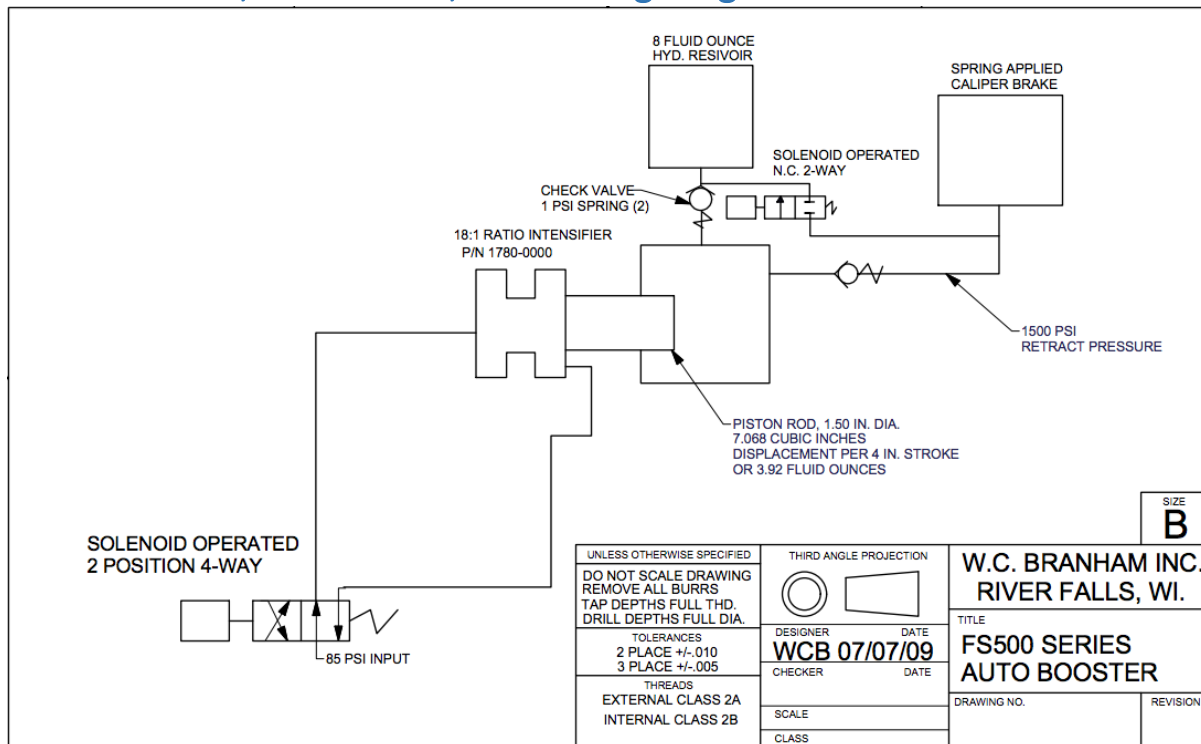 8 FLUID OUNCE
HYD. RESIVOIR
SPRING APPLIED
CALIPER BRAKE
SOLENOID OPERATED
N.C. 2-WAY
CHECK VALVE
1 PSI SPRING (2)
18:1 RATIO INTENSIFIER
P/N 1780-0000
1500 PSI
RETRACT PRESSURE
PISTON ROD, 1.50 IN. DIA.
7.068 CUBIC INCHES
DISPLACEMENT PER 4 IN. STROKE
OR 3.92 FLUID OUNCES
SOLENOID OPERATED
2 POSITION 4-WAY
85 PSI INPUT
SIZE
B
UNLESS OTHERWISE SPECIFIED
DO NOT SCALE DRAWING
REMOVE ALL BURRS
TAP DEPTHS FULL THD.
DRILL DEPTHS FULL DIA.
TOLERANCES
2 PLACE +/-.010
3 PLACE +/-.005
THREADS
EXTERNAL CLASS 2A
INTERNAL CLASS 2B
THIRD ANGLE PROJECTION
DESIGNER DATE
WCB 07/07/09
CHECKER DATE
SCALE
CLASS
W.C. BRANHAM INC.
RIVER FALLS, WI.
TITLE
FS500 SERIES
AUTO BOOSTER
DRAWING NO. REVISION